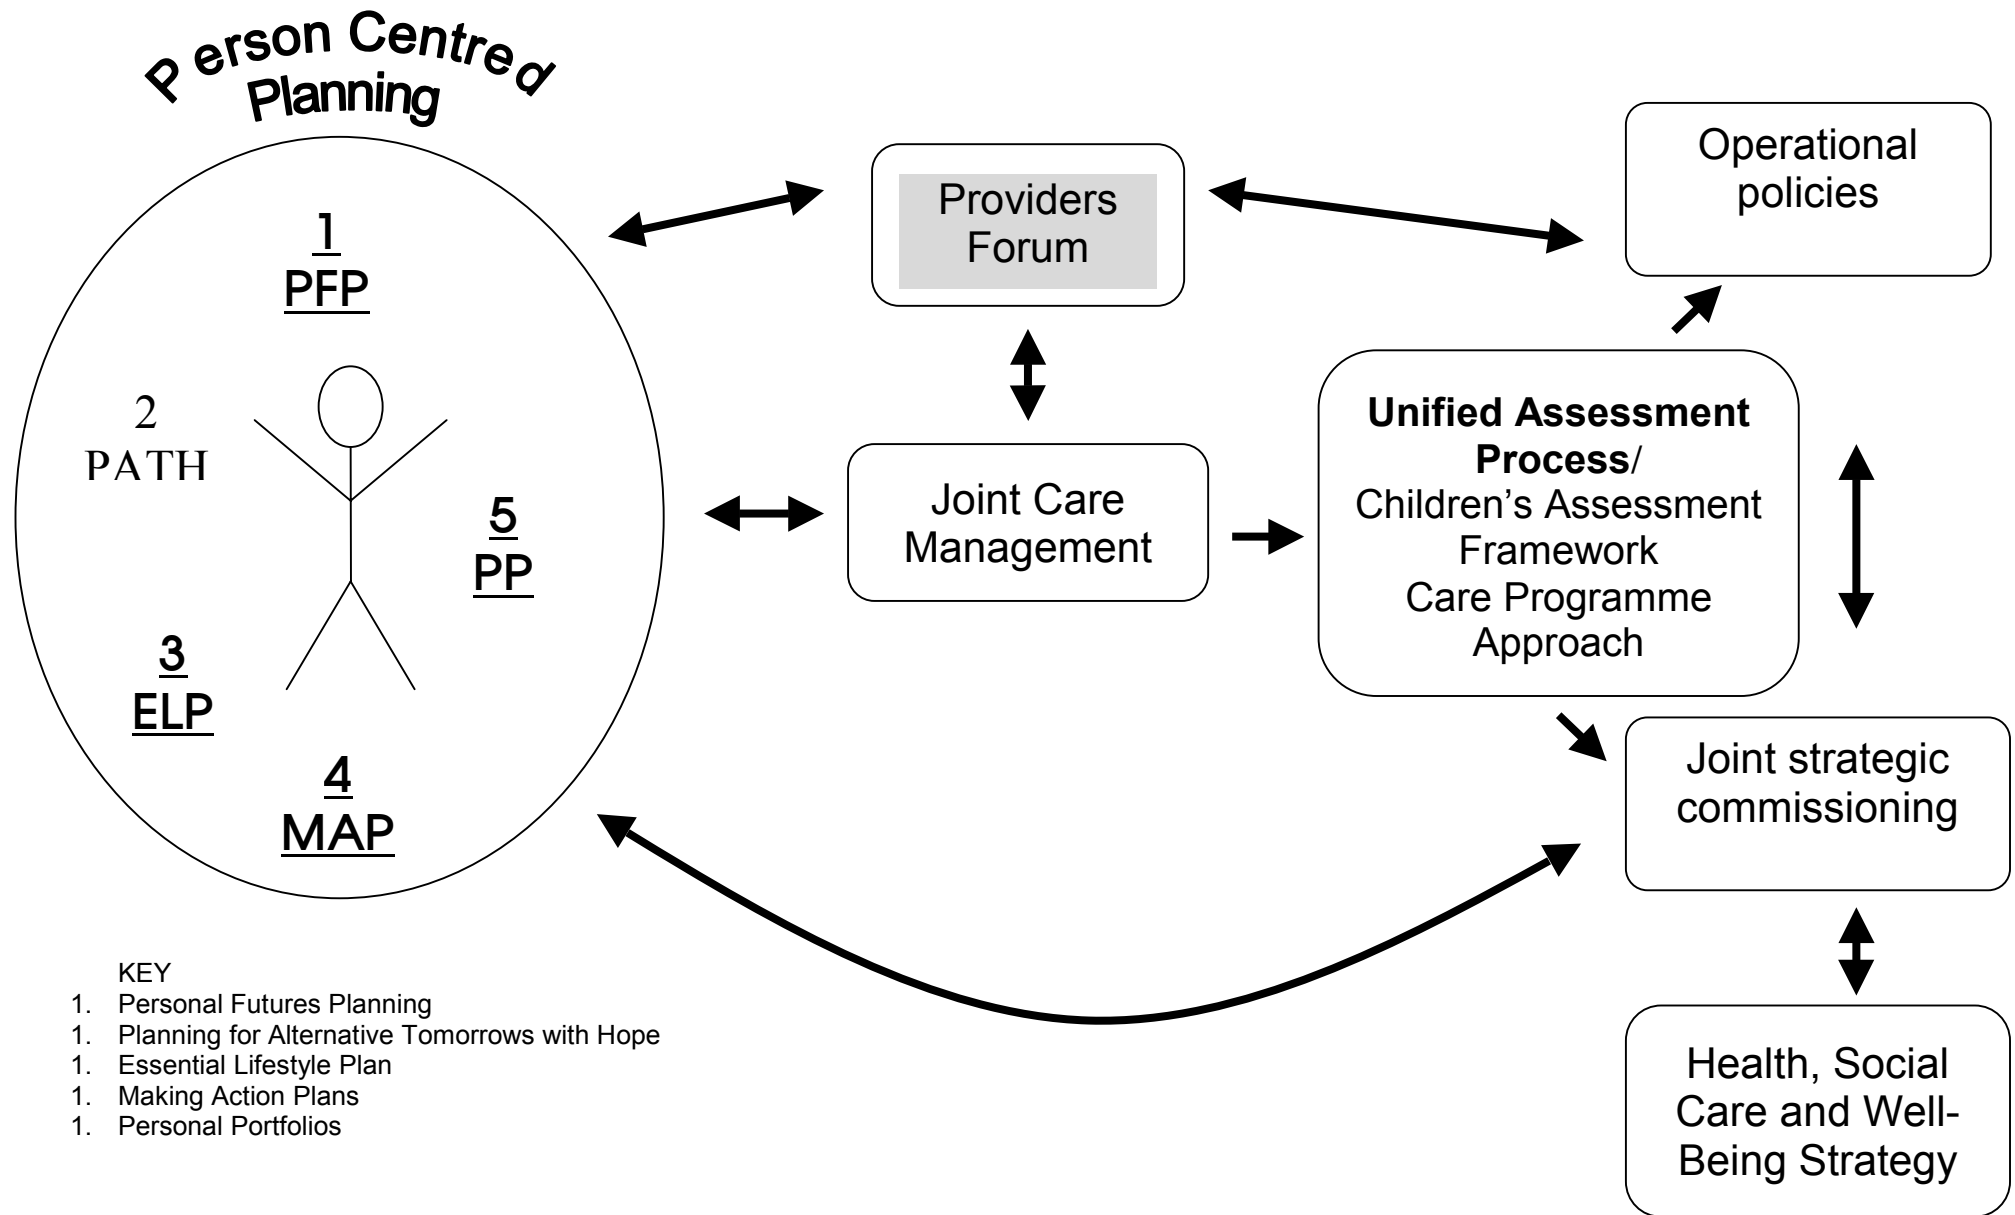 Person Centred
Planning
1
PFP
2
PATH
3
ELP
4
MAP
5
PP
Providers
Forum
Joint Care
Management
Operational
policies
Unified Assessment
Process/
Children’s Assessment
Framework
Care Programme
Approach
Joint strategic
commissioning
Health, Social
Care and Well-
Being Strategy
KEY
1. Personal Futures Planning
1. Planning for Alternative Tomorrows with Hope
1. Essential Lifestyle Plan
1. Making Action Plans
1. Personal Portfolios